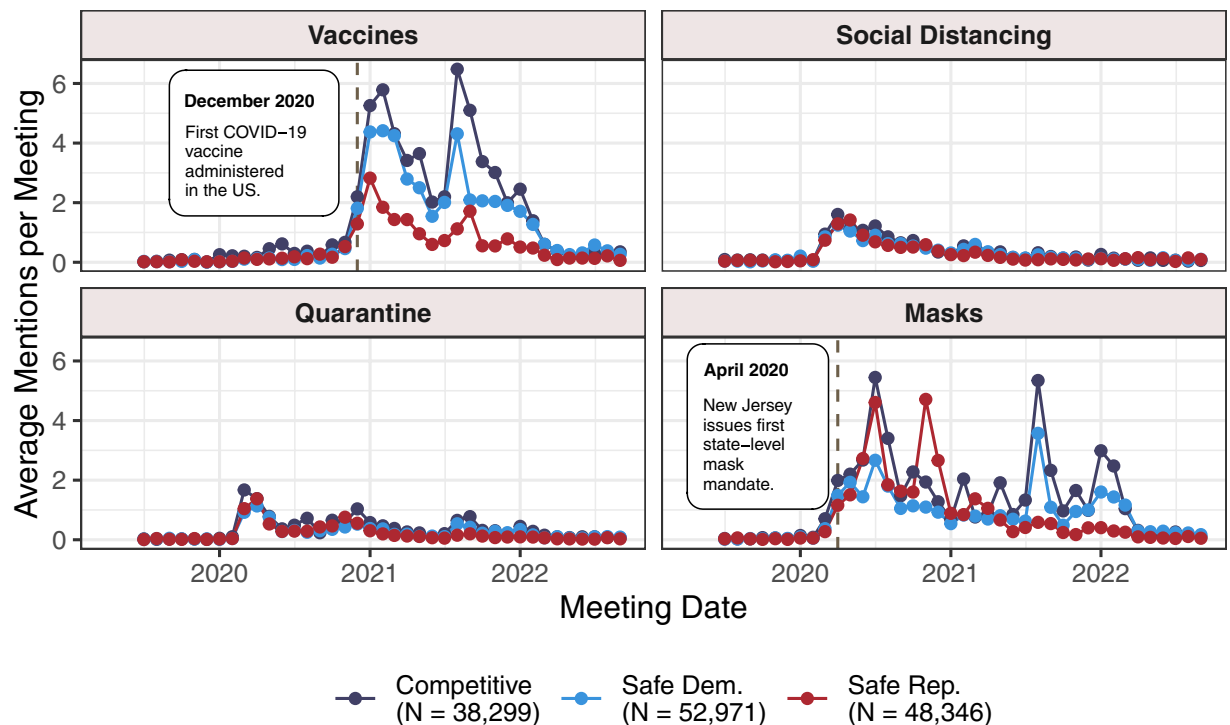 Vaccines
Social Distancing
December 2020
First COVID−19
vaccine
administered
in the US.
6
4
2
0
Quarantine
Masks
April 2020
New Jersey
issues first
state−level
mask
mandate.
6
4
2
0
2020 2021 2022
2020 2021 2022
Average Mentions per Meeting
Meeting Date
Competitive
(N = 38,299)
Safe Dem.
(N = 52,971)
Safe Rep.
(N = 48,346)